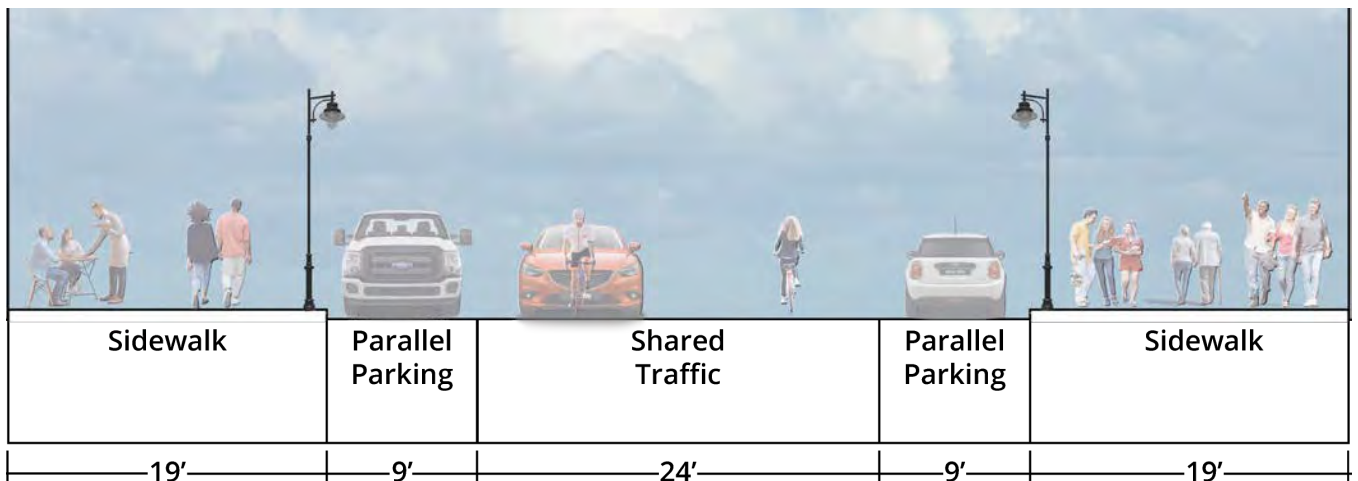 Sidewalk
Parallel
Parking
Shared
Traffic
Parallel
Parking
Sidewalk
19’
9’
24’
9’
19’